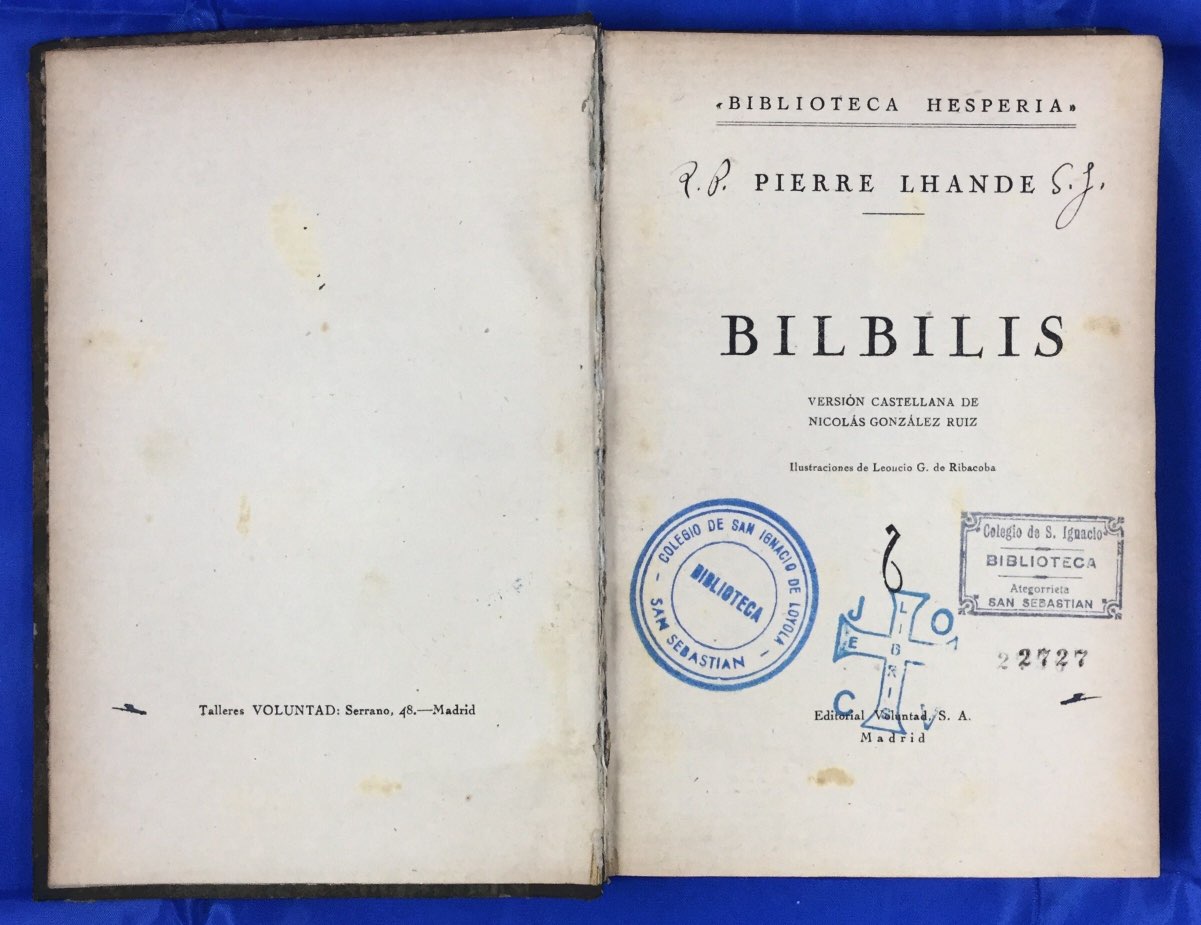 Talleres VOLUNTAD: Serrano, 48.—Madrid
«BIBLIOTECA HESPERIA»
R. P. PIERRE LHANDE S. J.
BILBILIS
VERSIÓN CASTELLANA DE
NICOLÁS GONZÁLEZ RUIZ
Ilustraciones de Leoncio G. de Ribacoba
COLEGIO DE SAN IGNACIO DE LOYOLA
BIBLIOTECA
SAN SEBASTIAN
J O
E LIBRIS
C V
Colegio de S. Ignacio
BIBLIOTECA
Ategorrieta
SAN SEBASTIAN
22727
Editorial Voluntad, S. A.
Madrid